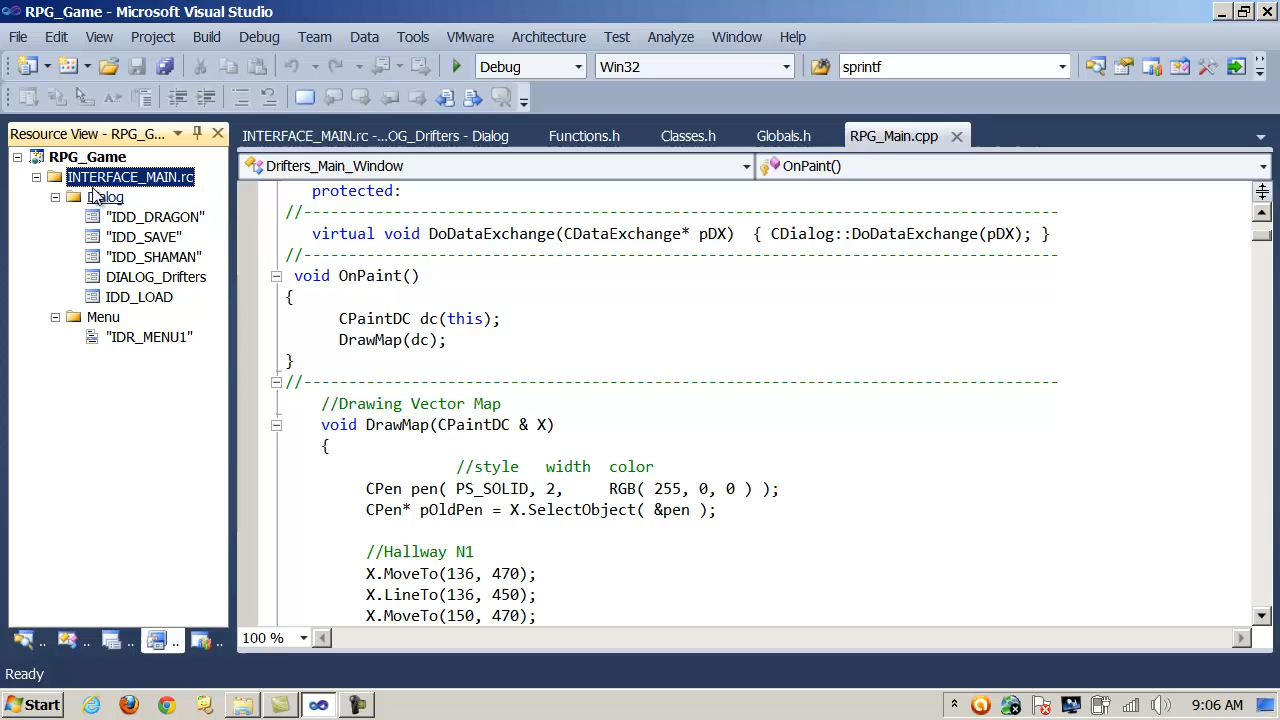 RPG_Game - Microsoft Visual Studio
File Edit View Project Build Debug Team Data Tools VMware Architecture Test Analyze Window Help
Debug Win32 sprintf
Resource View - RPG_G...
INTERFACE_MAIN.rc -...OG_Drifters - Dialog Functions.h Classes.h Globals.h RPG_Main.cpp
RPG_Game
INTERFACE_MAIN.rc
Dialog
"IDD_DRAGON"
"IDD_SAVE"
"IDD_SHAMAN"
DIALOG_Drifters
IDD_LOAD
Menu
"IDR_MENU1"
Drifters_Main_Window OnPaint()
protected:
//------------------------------------------------------------------------------------
virtual void DoDataExchange(CDataExchange* pDX) { CDialog::DoDataExchange(pDX); }
//------------------------------------------------------------------------------------
void OnPaint()
{
CPaintDC dc(this);
DrawMap(dc);
}
//------------------------------------------------------------------------------------
//Drawing Vector Map
void DrawMap(CPaintDC & X)
{
//style width color
CPen pen( PS_SOLID, 2, RGB( 255, 0, 0 ) );
CPen* pOldPen = X.SelectObject( &pen );
//Hallway N1
X.MoveTo(136, 470);
X.LineTo(136, 450);
X.MoveTo(150, 470);
100 %
Ready
Start
9:06 AM